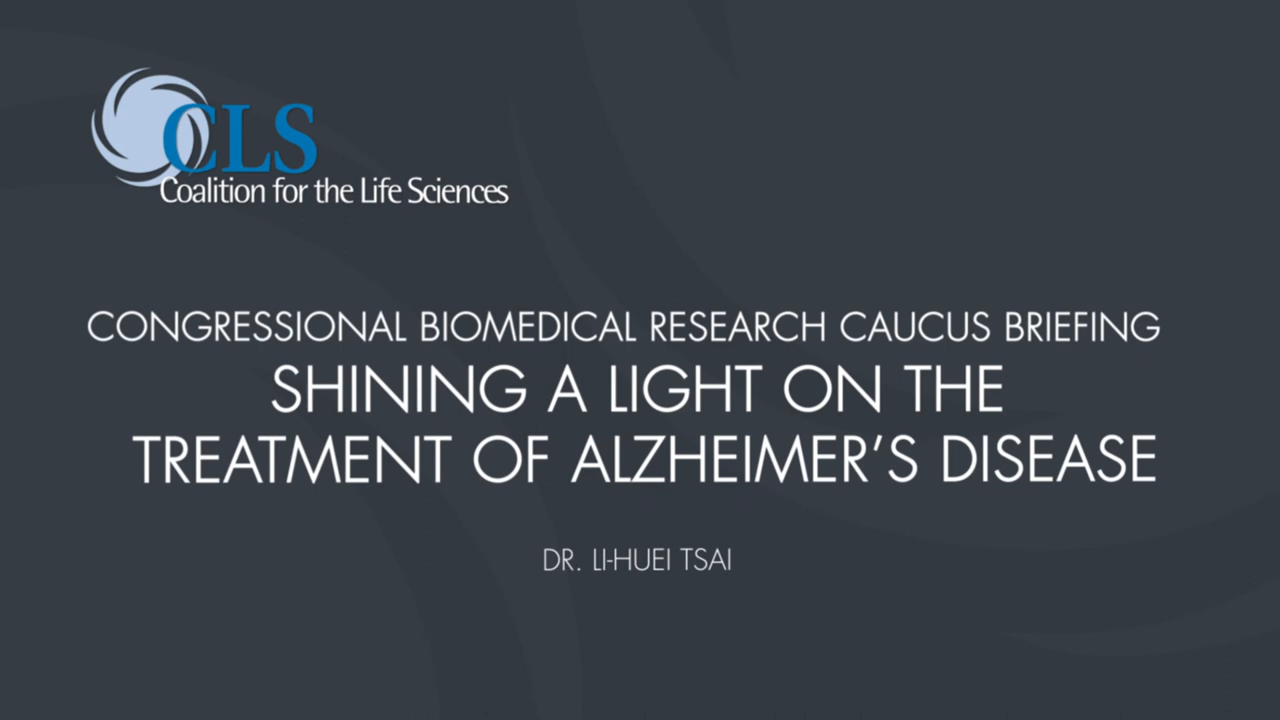 CLS
Coalition for the Life Sciences
CONGRESSIONAL BIOMEDICAL RESEARCH CAUCUS BRIEFING
SHINING A LIGHT ON THE
TREATMENT OF ALZHEIMER’S DISEASE
DR. LI-HUEI TSAI